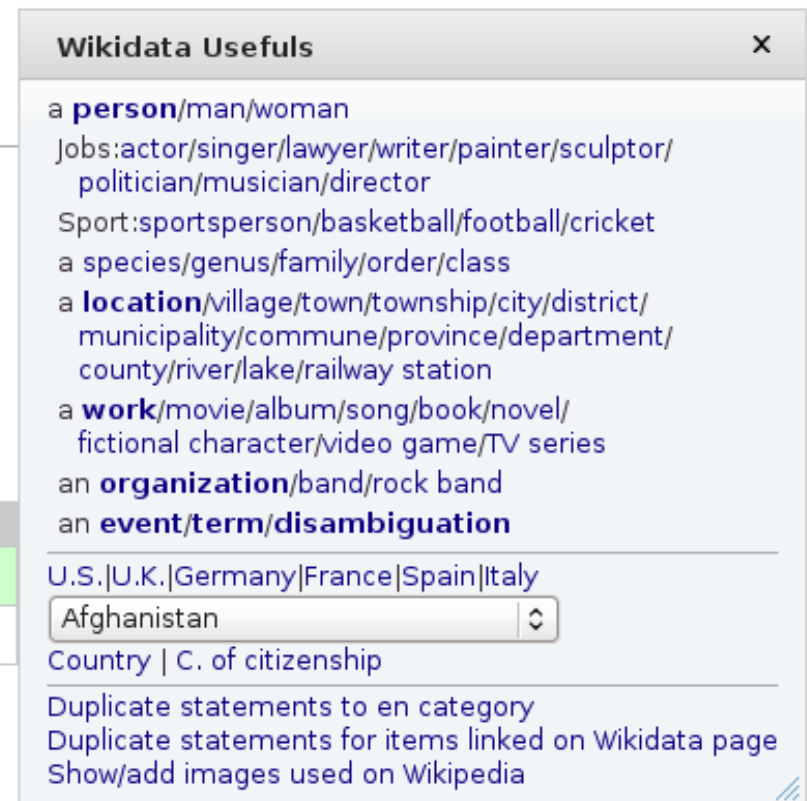 Wikidata Usefuls ×
a person/man/woman
Jobs:actor/singer/lawyer/writer/painter/sculptor/
politician/musician/director
Sport:sportsperson/basketball/football/cricket
a species/genus/family/order/class
a location/village/town/township/city/district/
municipality/commune/province/department/
county/river/lake/railway station
a work/movie/album/song/book/novel/
fictional character/video game/TV series
an organization/band/rock band
an event/term/disambiguation
U.S.|U.K.|Germany|France|Spain|Italy
Afghanistan
Country | C. of citizenship
Duplicate statements to en category
Duplicate statements for items linked on Wikidata page
Show/add images used on Wikipedia